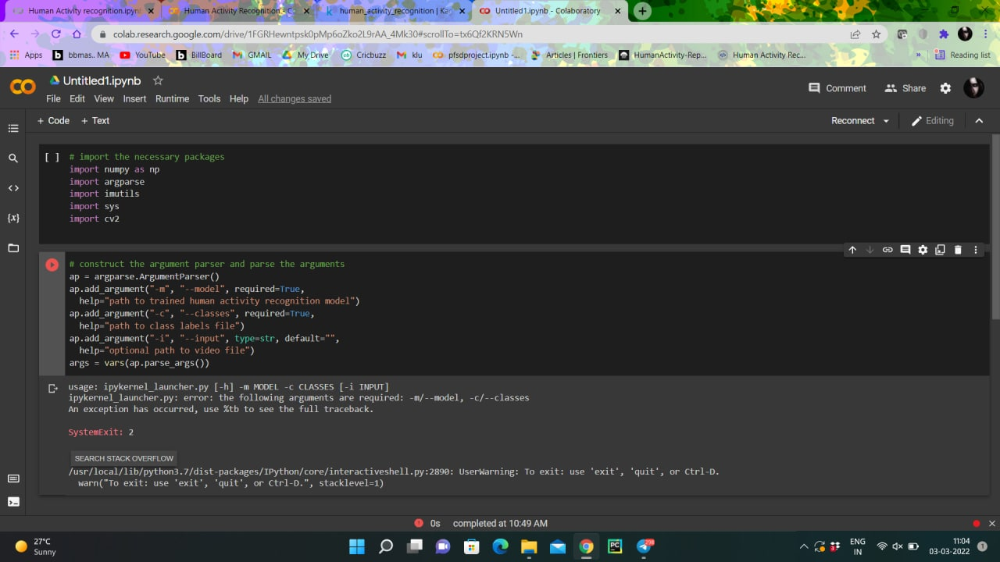 Human Activity recognition.ipynb
Human Activity Recognition - Co
human_activity_recognition | Kag
Untitled1.ipynb - Colaboratory
colab.research.google.com/drive/1FGRHewntpsk0pMp6oZko2L9rAA_4Mk30#scrollTo=tx6Qf2KRN5Wn
Apps
bbmas.. MA
YouTube
BillBoard
GMAIL
My Drive
Cricbuzz
klu
pfsdproject.ipynb -...
Articles | Frontiers
HumanActivity-Rep...
Human Activity Rec...
»
Reading list
Untitled1.ipynb
File Edit View Insert Runtime Tools Help All changes saved
Comment
Share
+ Code + Text
Reconnect
Editing
[ ] # import the necessary packages
import numpy as np
import argparse
import imutils
import sys
import cv2
# construct the argument parser and parse the arguments
ap = argparse.ArgumentParser()
ap.add_argument("-m", "--model", required=True,
help="path to trained human activity recognition model")
ap.add_argument("-c", "--classes", required=True,
help="path to class labels file")
ap.add_argument("-i", "--input", type=str, default="",
help="optional path to video file")
args = vars(ap.parse_args())
usage: ipykernel_launcher.py [-h] -m MODEL -c CLASSES [-i INPUT]
ipykernel_launcher.py: error: the following arguments are required: -m/--model, -c/--classes
An exception has occurred, use %tb to see the full traceback.
SystemExit: 2
SEARCH STACK OVERFLOW
/usr/local/lib/python3.7/dist-packages/IPython/core/interactiveshell.py:2890: UserWarning: To exit: use 'exit', 'quit', or Ctrl-D.
warn("To exit: use 'exit', 'quit', or Ctrl-D.", stacklevel=1)
0s completed at 10:49 AM
27°C
Sunny
PC
298
ENG
IN
11:04
03-03-2022
1